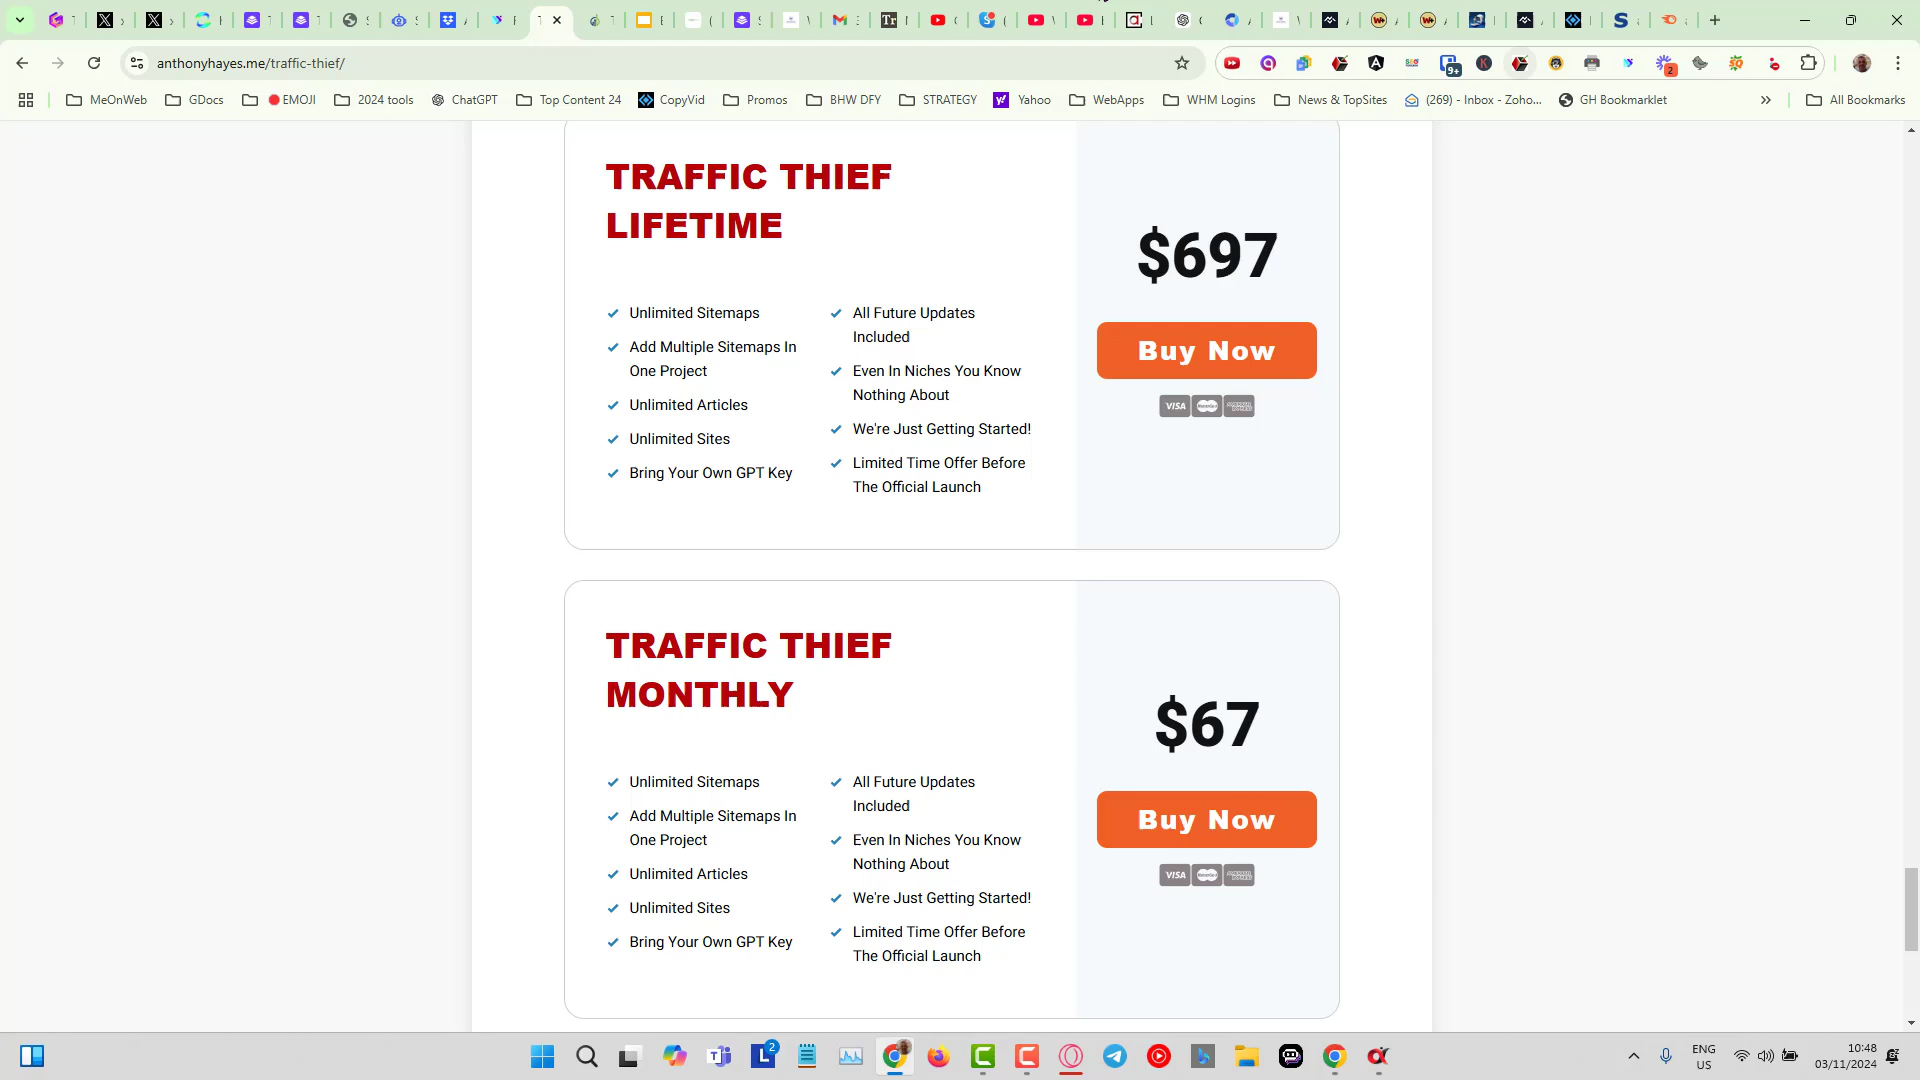 anthonyhayes.me/traffic-thief/
MeOnWeb
GDocs
EMOJI
2024 tools
ChatGPT
Top Content 24
CopyVid
Promos
BHW DFY
STRATEGY
Yahoo
WebApps
WHM Logins
News & TopSites
(269) - Inbox - Zoho...
GH Bookmarklet
»
All Bookmarks
TRAFFIC THIEF
LIFETIME
Unlimited Sitemaps
Add Multiple Sitemaps In
One Project
Unlimited Articles
Unlimited Sites
Bring Your Own GPT Key
All Future Updates
Included
Even In Niches You Know
Nothing About
We're Just Getting Started!
Limited Time Offer Before
The Official Launch
$697
Buy Now
VISA
TRAFFIC THIEF
MONTHLY
Unlimited Sitemaps
Add Multiple Sitemaps In
One Project
Unlimited Articles
Unlimited Sites
Bring Your Own GPT Key
All Future Updates
Included
Even In Niches You Know
Nothing About
We're Just Getting Started!
Limited Time Offer Before
The Official Launch
$67
Buy Now
VISA
ENG
US
10:48
03/11/2024